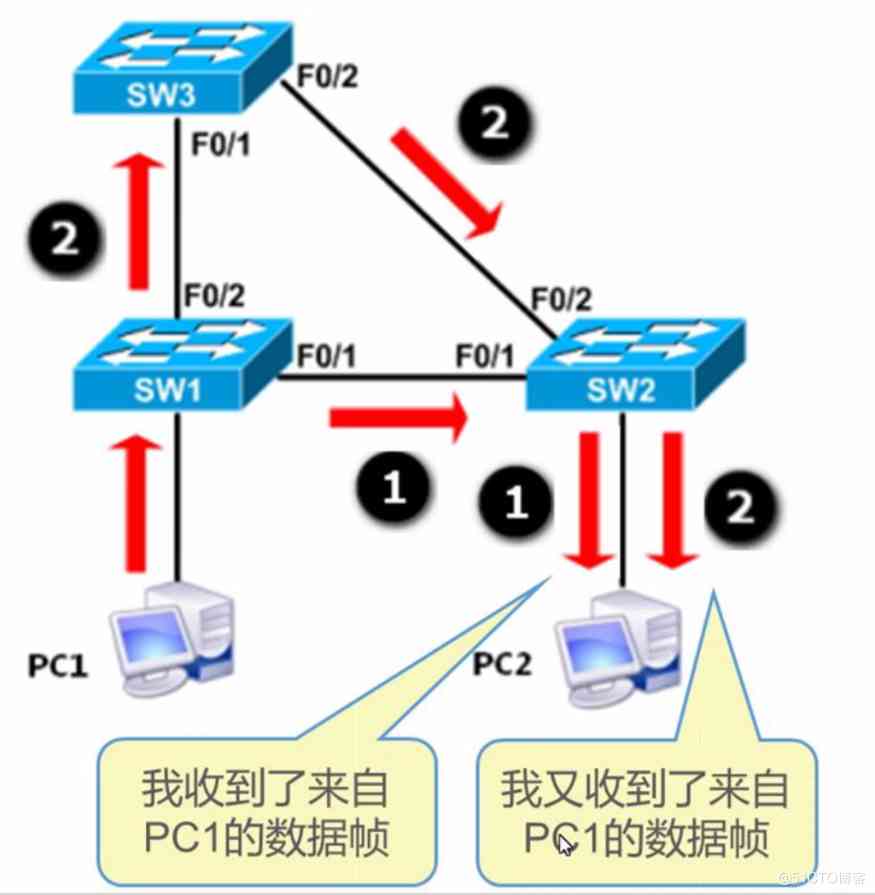 F0/2
SW3
F0/1
2
2
F0/2
F0/2
F0/1
F0/1
SW1
SW2
1
1
2
PC1
PC2
我收到了来自
PC1的数据帧
我又收到了来自
PC1的数据帧
@51CTO博客